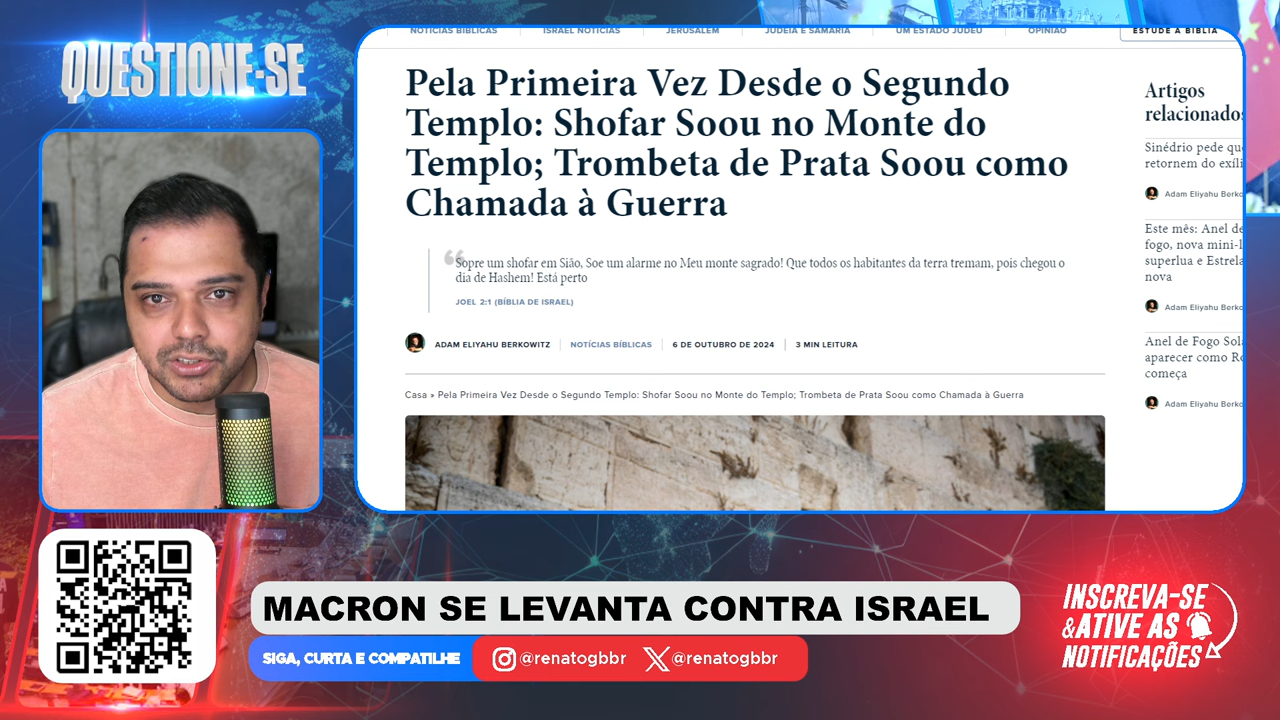 QUESTIONE-SE
NOTÍCIAS BÍBLICAS
ISRAEL NOTÍCIAS
JERUSALÉM
JUDÉIA E SAMARIA
UM ESTADO JUDEU
OPINIÃO
ESTUDE A BÍBLIA
Pela Primeira Vez Desde o Segundo
Templo: Shofar Soou no Monte do
Templo; Trombeta de Prata Soou como
Chamada à Guerra
“
Sopre um shofar em Sião, Soe um alarme no Meu monte sagrado! Que todos os habitantes da terra tremam, pois chegou o
dia de Hashem! Está perto
JOEL 2:1 (BÍBLIA DE ISRAEL)
ADAM ELIYAHU BERKOWITZ
NOTÍCIAS BÍBLICAS
6 DE OUTUBRO DE 2024
3 MIN LEITURA
Casa » Pela Primeira Vez Desde o Segundo Templo: Shofar Soou no Monte do Templo; Trombeta de Prata Soou como Chamada à Guerra
Artigos
relacionados
Sinédrio pede que
retornem do exíli
Adam Eliyahu Berko
Este mês: Anel de
fogo, nova mini-l
superlua e Estrela
nova
Adam Eliyahu Berko
Anel de Fogo Sola
aparecer como Ro
começa
Adam Eliyahu Berko
MACRON SE LEVANTA CONTRA ISRAEL
SIGA, CURTA E COMPATILHE
@renatogbbr
@renatogbbr
INSCREVA-SE
&ATIVE AS
NOTIFICAÇÕES